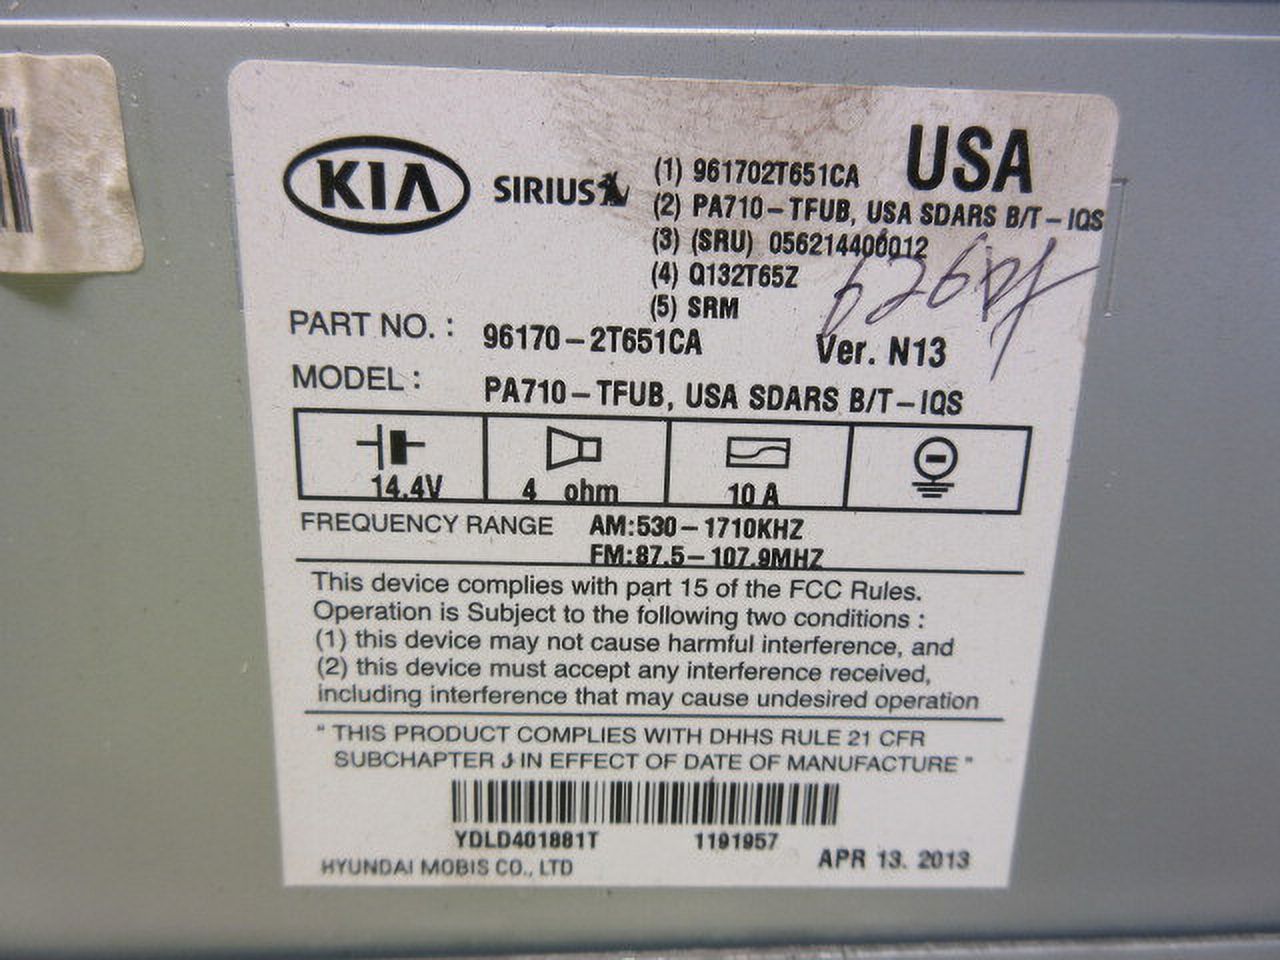 KIA SIRIUS
USA
(1) 961702T651CA
(2) PA710-TFUB, USA SDARS B/T-IQS
(3) (SRU) 056214400012
(4) Q132T65Z
(5) SRM
PART NO. : 96170-2T651CA Ver. N13
MODEL : PA710-TFUB, USA SDARS B/T-IQS
14.4V 4 ohm 10 A
FREQUENCY RANGE AM:530-1710KHZ
FM:87.5-107.9MHZ
This device complies with part 15 of the FCC Rules.
Operation is Subject to the following two conditions :
(1) this device may not cause harmful interference, and
(2) this device must accept any interference received,
including interference that may cause undesired operation
" THIS PRODUCT COMPLIES WITH DHHS RULE 21 CFR
SUBCHAPTER J IN EFFECT OF DATE OF MANUFACTURE "
YDLD401881T 1191957
HYUNDAI MOBIS CO., LTD APR 13. 2013